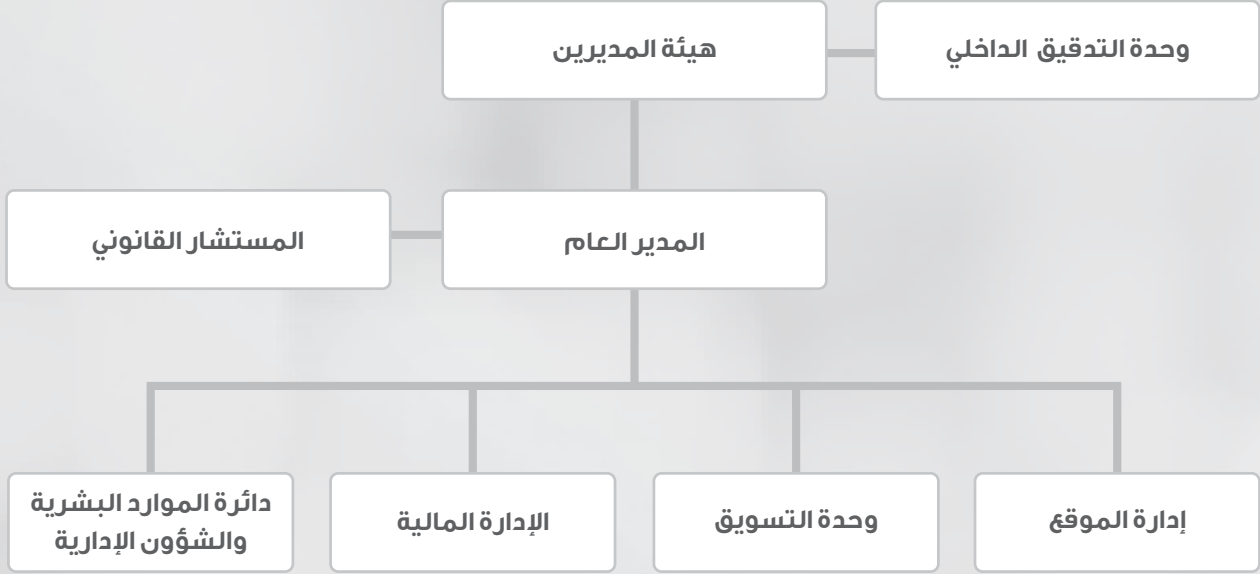 وحدة التدقيق الداخلي
هيئة المديرين
المدير العام
المستشار القانوني
إدارة الموقع
وحدة التسويق
الإدارة المالية
دائرة الموارد البشرية
والشؤون الإدارية